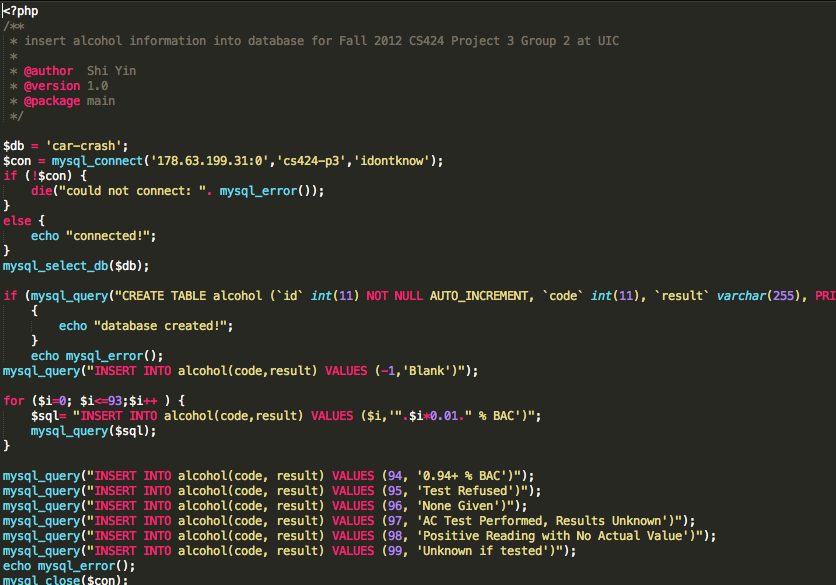 <?php
/**
 * insert alcohol information into database for Fall 2012 CS424 Project 3 Group 2 at UIC
 *
 * @author  Shi Yin
 * @version 1.0
 * @package main
 */
$db = 'car-crash';
$con = mysql_connect('178.63.199.31:0','cs424-p3','idontknow');
if (!$con) {
    die("could not connect: ". mysql_error());
}
else {
    echo "connected!";
}
mysql_select_db($db);
if (mysql_query("CREATE TABLE alcohol (`id` int(11) NOT NULL AUTO_INCREMENT, `code` int(11), `result` varchar(255), PRI
    {
        echo "database created!";
    }
    echo mysql_error();
mysql_query("INSERT INTO alcohol(code,result) VALUES (-1,'Blank')");
for ($i=0; $i<=93;$i++ ) {
    $sql= "INSERT INTO alcohol(code,result) VALUES ($i,'".$i*0.01." % BAC')";
    mysql_query($sql);
}
mysql_query("INSERT INTO alcohol(code, result) VALUES (94, '0.94+ % BAC')");
mysql_query("INSERT INTO alcohol(code, result) VALUES (95, 'Test Refused')");
mysql_query("INSERT INTO alcohol(code, result) VALUES (96, 'None Given')");
mysql_query("INSERT INTO alcohol(code, result) VALUES (97, 'AC Test Performed, Results Unknown')");
mysql_query("INSERT INTO alcohol(code, result) VALUES (98, 'Positive Reading with No Actual Value')");
mysql_query("INSERT INTO alcohol(code, result) VALUES (99, 'Unknown if tested')");
echo mysql_error();
mysql_close($con);